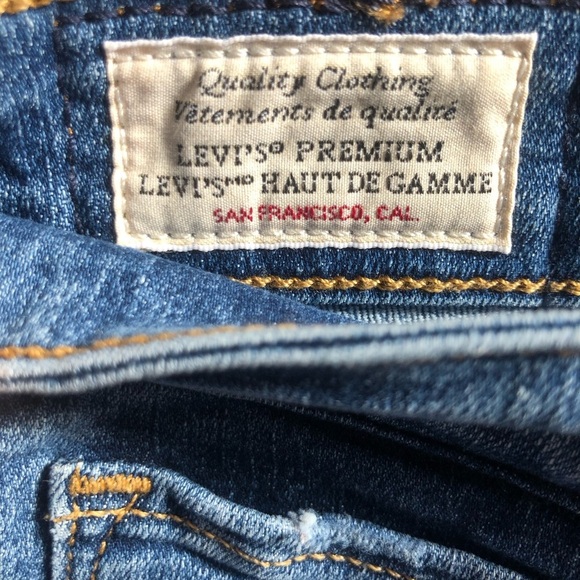 Quality Clothing
Vêtements de qualité
LEVI'S® PREMIUM
LEVI'Sᴹᴰ HAUT DE GAMME
SAN FRANCISCO, CAL.